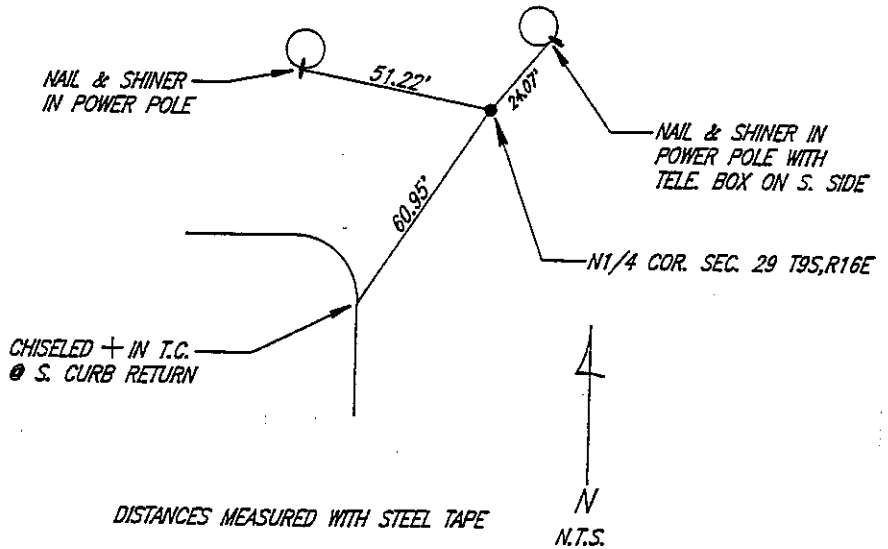 NAIL & SHINER
IN POWER POLE
51.22'
24.07'
NAIL & SHINER IN
POWER POLE WITH
TELE. BOX ON S. SIDE
60.95'
N1/4 COR. SEC. 29 T9S,R16E
CHISELED + IN T.C.
@ S. CURB RETURN
DISTANCES MEASURED WITH STEEL TAPE
N
N.T.S.